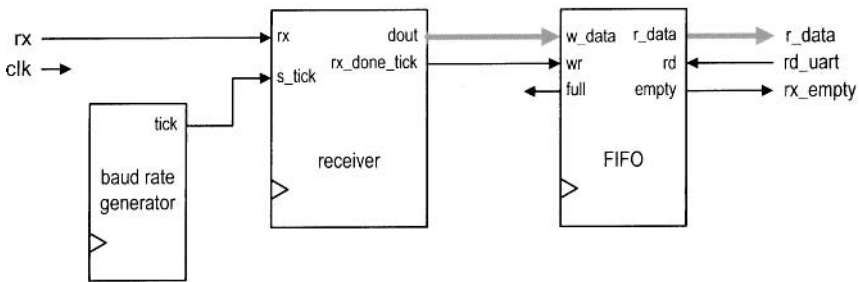 rx
clk
tick
baud rate
generator
rx
s_tick
dout
rx_done_tick
receiver
w_data
wr
full
r_data
rd
empty
FIFO
r_data
rd_uart
rx_empty